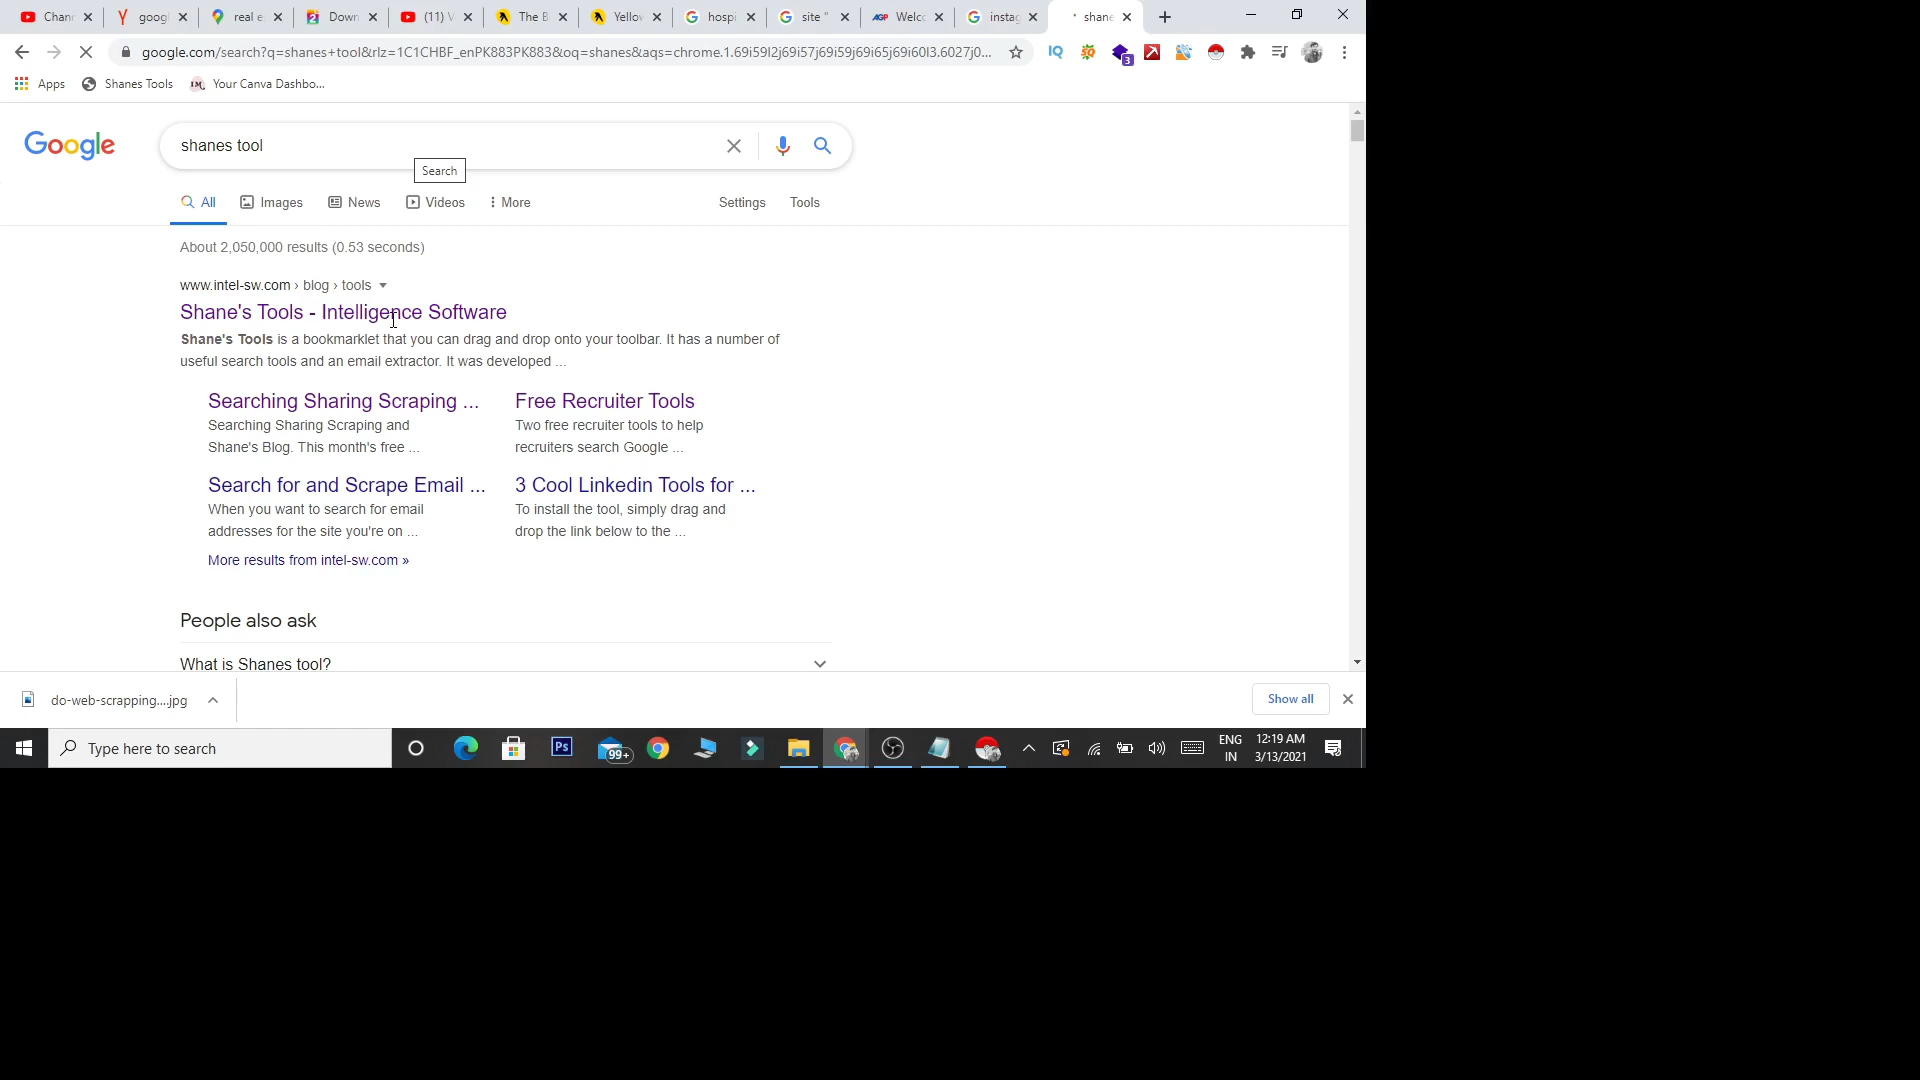 Chan
googl
real e
Down
(11) V
The B
Yello
hospi
site "
Welc
insta
shane
google.com/search?q=shanes+tool&rlz=1C1CHBF_enPK883PK883&oq=shanes&aqs=chrome.1.69i59l2j69i57j69i59j69i65j69i60l3.6027j0...
Apps
Shanes Tools
Your Canva Dashbo...
Google
shanes tool
Search
All
Images
News
Videos
More
Settings
Tools
About 2,050,000 results (0.53 seconds)
www.intel-sw.com › blog › tools
Shane's Tools - Intelligence Software
Shane's Tools is a bookmarklet that you can drag and drop onto your toolbar. It has a number of
useful search tools and an email extractor. It was developed ...
Searching Sharing Scraping ...
Searching Sharing Scraping and
Shane's Blog. This month's free ...
Free Recruiter Tools
Two free recruiter tools to help
recruiters search Google ...
Search for and Scrape Email ...
When you want to search for email
addresses for the site you're on ...
3 Cool Linkedin Tools for ...
To install the tool, simply drag and
drop the link below to the ...
More results from intel-sw.com »
People also ask
What is Shanes tool?
do-web-scrapping....jpg
Show all
Type here to search
Ps
99+
ENG
IN
12:19 AM
3/13/2021